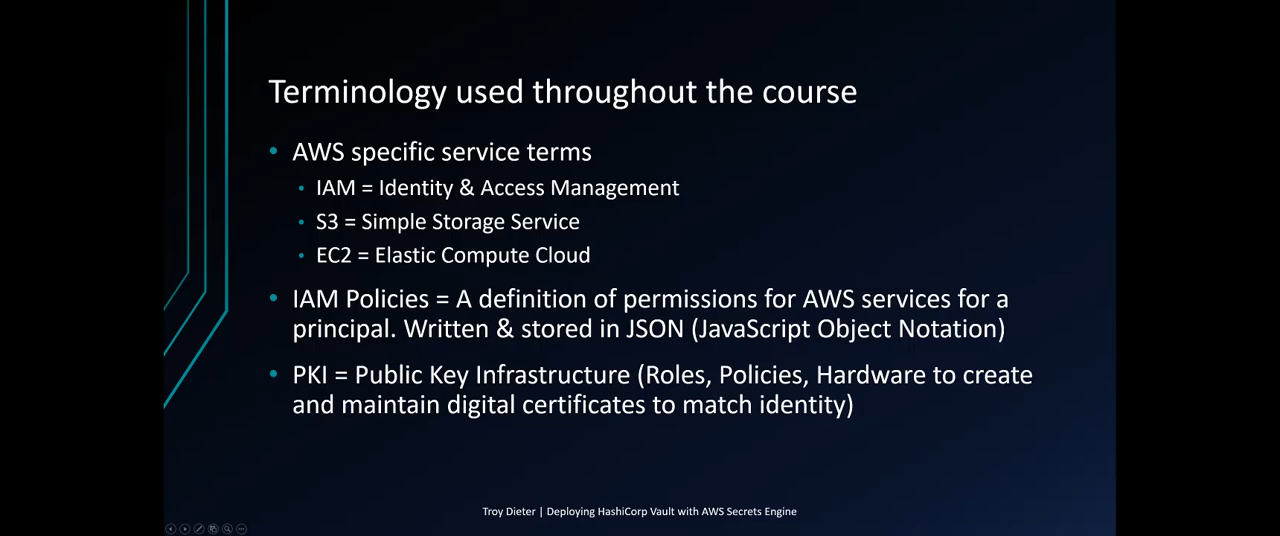 Terminology used throughout the course
• AWS specific service terms
• IAM = Identity & Access Management
• S3 = Simple Storage Service
• EC2 = Elastic Compute Cloud
• IAM Policies = A definition of permissions for AWS services for a
principal. Written & stored in JSON (JavaScript Object Notation)
• PKI = Public Key Infrastructure (Roles, Policies, Hardware to create
and maintain digital certificates to match identity)
Troy Dieter | Deploying HashiCorp Vault with AWS Secrets Engine